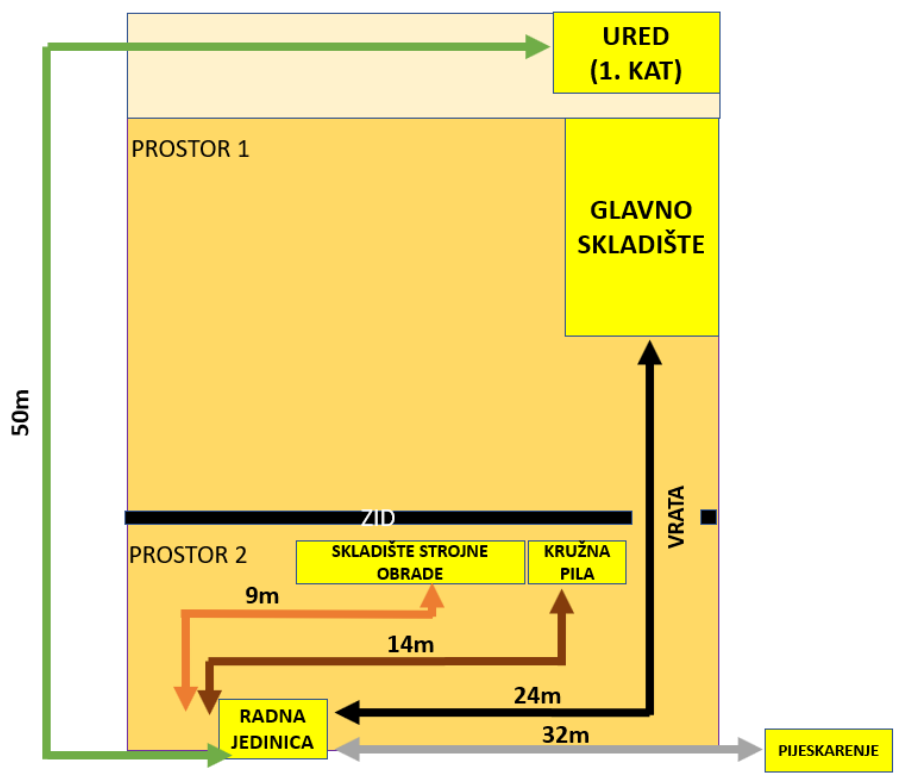 URED
(1. KAT)
PROSTOR 1
GLAVNO
SKLADIŠTE
50m
VRATA
ZID
PROSTOR 2
SKLADIŠTE STROJNE
OBRADE
KRUŽNA
PILA
9m
14m
24m
RADNA
JEDINICA
32m
PIJESKARENJE